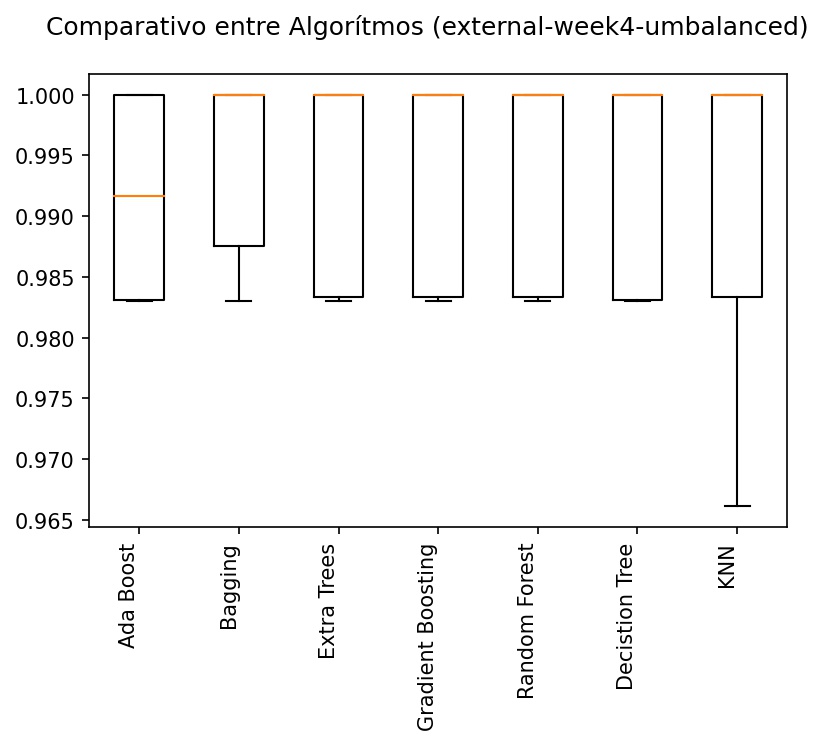 Comparativo entre Algorítmos (external-week4-umbalanced)
1.000
0.995
0.990
0.985
0.980
0.975
0.970
0.965
Ada Boost
Bagging
Extra Trees
Gradient Boosting
Random Forest
Decistion Tree
KNN